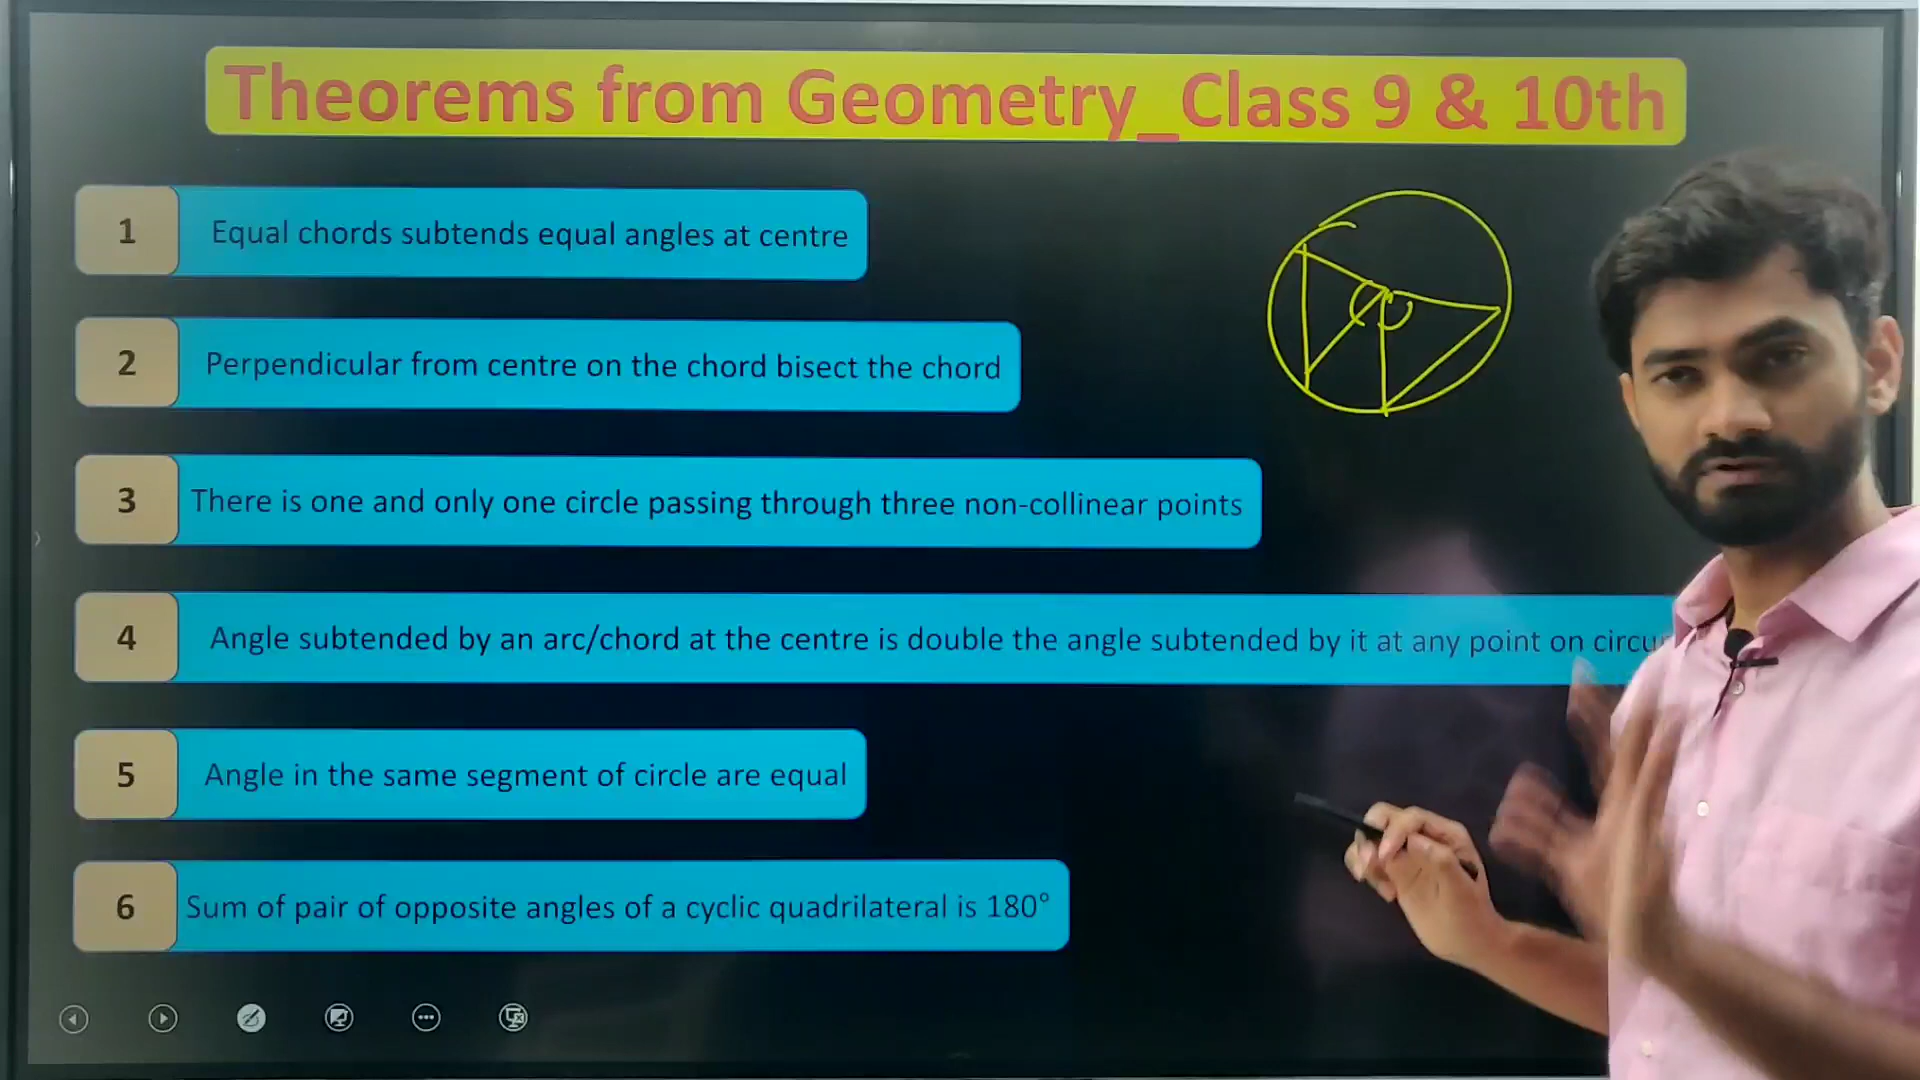 Theorems from Geometry_Class 9 & 10th
1 Equal chords subtends equal angles at centre
2 Perpendicular from centre on the chord bisect the chord
3 There is one and only one circle passing through three non-collinear points
4 Angle subtended by an arc/chord at the centre is double the angle subtended by it at any point on
5 Angle in the same segment of circle are equal
6 Sum of pair of opposite angles of a cyclic quadrilateral is 180°